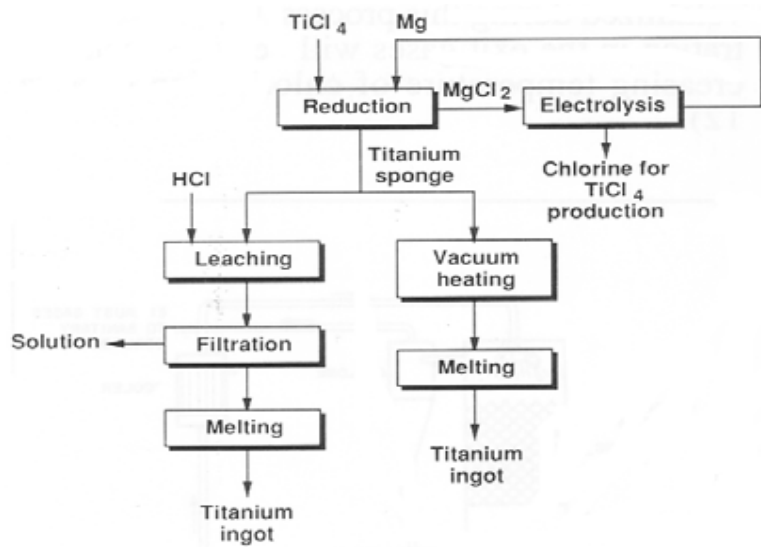 TiCl4
Mg
Reduction
MgCl2
Electrolysis
Titanium
sponge
Chlorine for
TiCl4
production
HCl
Leaching
Vacuum
heating
Solution
Filtration
Melting
Melting
Titanium
ingot
Titanium
ingot